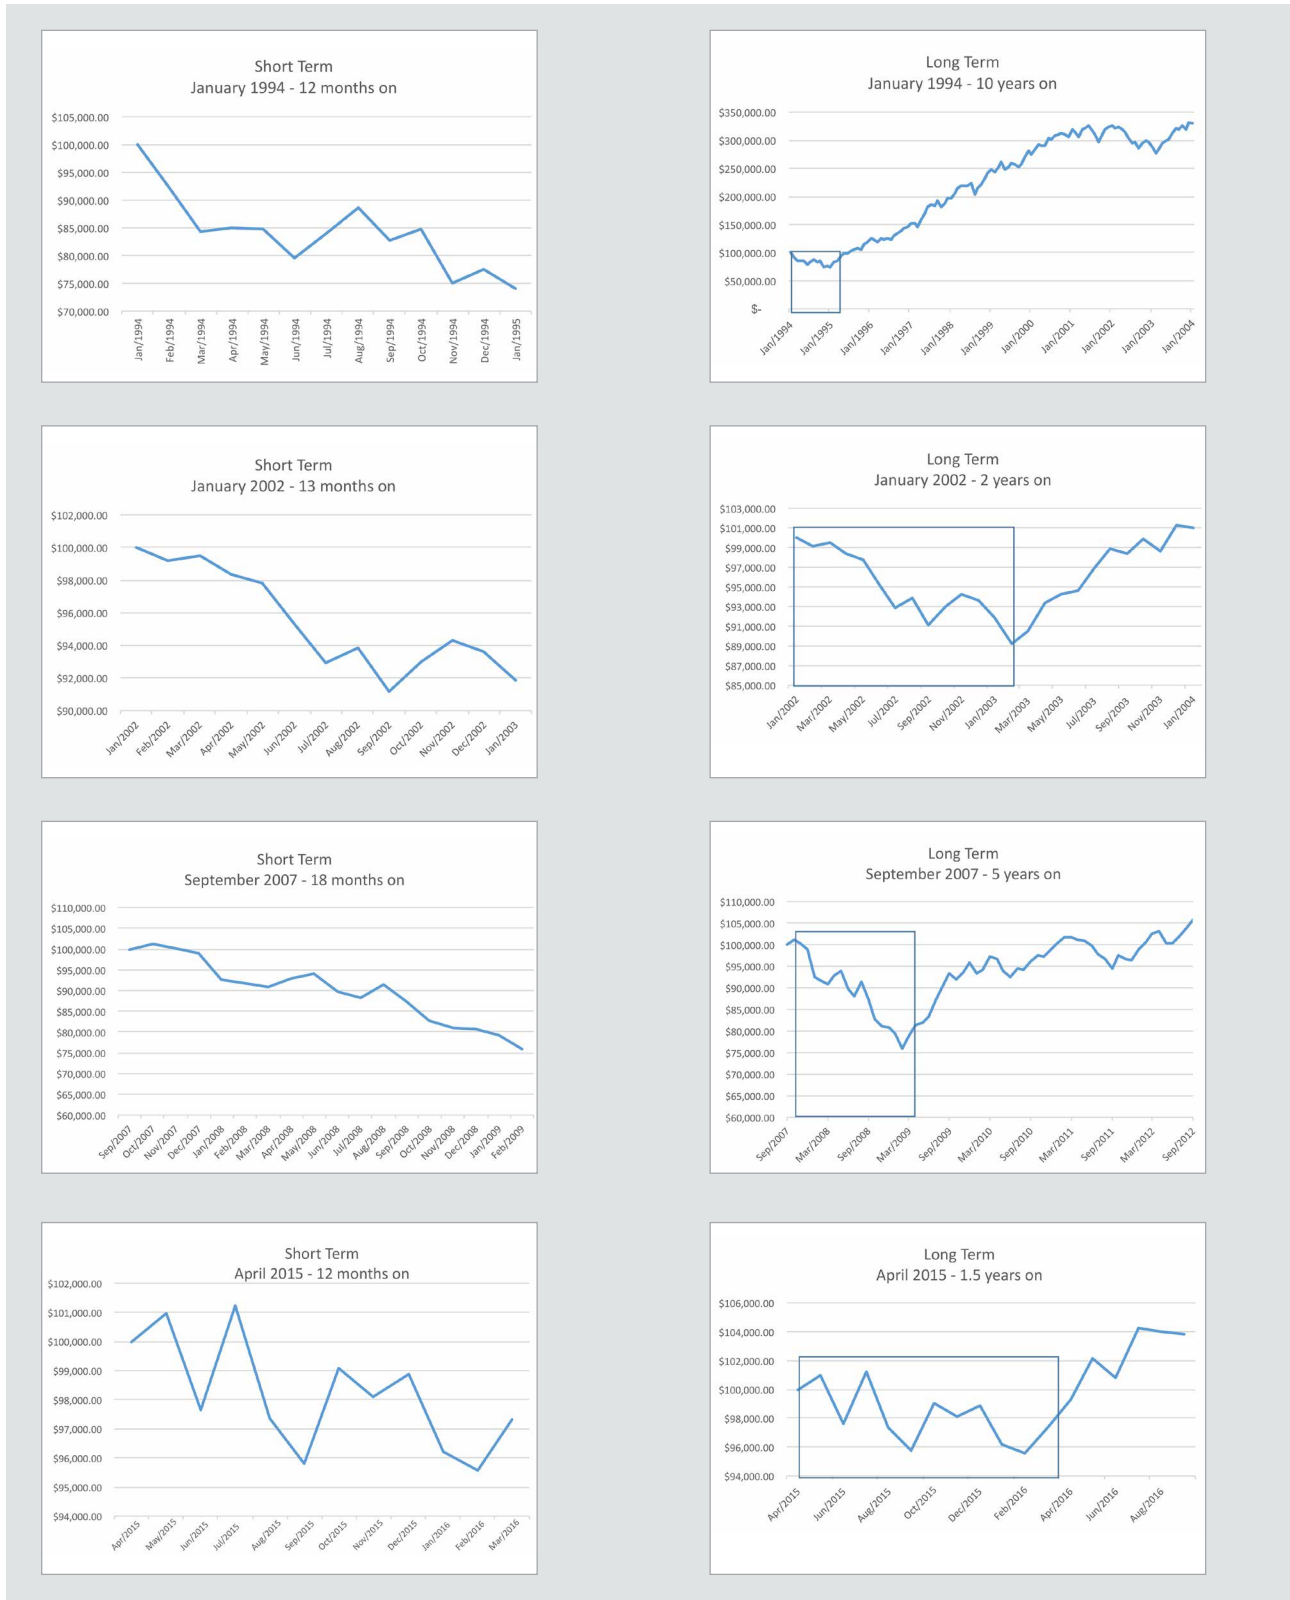 Short Term
January 1994 - 12 months on
$105,000.00
$100,000.00
$95,000.00
$90,000.00
$85,000.00
$80,000.00
$75,000.00
$70,000.00
Jan/1994
Feb/1994
Mar/1994
Apr/1994
May/1994
Jun/1994
Jul/1994
Aug/1994
Sep/1994
Oct/1994
Nov/1994
Dec/1994
Jan/1995
Long Term
January 1994 - 10 years on
$350,000.00
$300,000.00
$250,000.00
$200,000.00
$150,000.00
$100,000.00
$50,000.00
$-
Jan/1994
Jan/1995
Jan/1996
Jan/1997
Jan/1998
Jan/1999
Jan/2000
Jan/2001
Jan/2002
Jan/2003
Jan/2004
Short Term
January 2002 - 13 months on
$102,000.00
$100,000.00
$98,000.00
$96,000.00
$94,000.00
$92,000.00
$90,000.00
Jan/2002
Feb/2002
Mar/2002
Apr/2002
May/2002
Jun/2002
Jul/2002
Aug/2002
Sep/2002
Oct/2002
Nov/2002
Dec/2002
Jan/2003
Long Term
January 2002 - 2 years on
$103,000.00
$101,000.00
$99,000.00
$97,000.00
$95,000.00
$93,000.00
$91,000.00
$89,000.00
$87,000.00
$85,000.00
Jan/2002
Mar/2002
May/2002
Jul/2002
Sep/2002
Nov/2002
Jan/2003
Mar/2003
May/2003
Jul/2003
Sep/2003
Nov/2003
Jan/2004
Short Term
September 2007 - 18 months on
$110,000.00
$105,000.00
$100,000.00
$95,000.00
$90,000.00
$85,000.00
$80,000.00
$75,000.00
$70,000.00
$65,000.00
$60,000.00
Sep/2007
Oct/2007
Nov/2007
Dec/2007
Jan/2008
Feb/2008
Mar/2008
Apr/2008
May/2008
Jun/2008
Jul/2008
Aug/2008
Sep/2008
Oct/2008
Nov/2008
Dec/2008
Jan/2009
Feb/2009
Long Term
September 2007 - 5 years on
$110,000.00
$105,000.00
$100,000.00
$95,000.00
$90,000.00
$85,000.00
$80,000.00
$75,000.00
$70,000.00
$65,000.00
$60,000.00
Sep/2007
Mar/2008
Sep/2008
Mar/2009
Sep/2009
Mar/2010
Sep/2010
Mar/2011
Sep/2011
Mar/2012
Sep/2012
Short Term
April 2015 - 12 months on
$102,000.00
$101,000.00
$100,000.00
$99,000.00
$98,000.00
$97,000.00
$96,000.00
$95,000.00
$94,000.00
Apr/2015
May/2015
Jun/2015
Jul/2015
Aug/2015
Sep/2015
Oct/2015
Nov/2015
Dec/2015
Jan/2016
Feb/2016
Mar/2016
Long Term
April 2015 - 1.5 years on
$106,000.00
$104,000.00
$102,000.00
$100,000.00
$98,000.00
$96,000.00
$94,000.00
Apr/2015
Jun/2015
Aug/2015
Oct/2015
Dec/2015
Feb/2016
Apr/2016
Jun/2016
Aug/2016